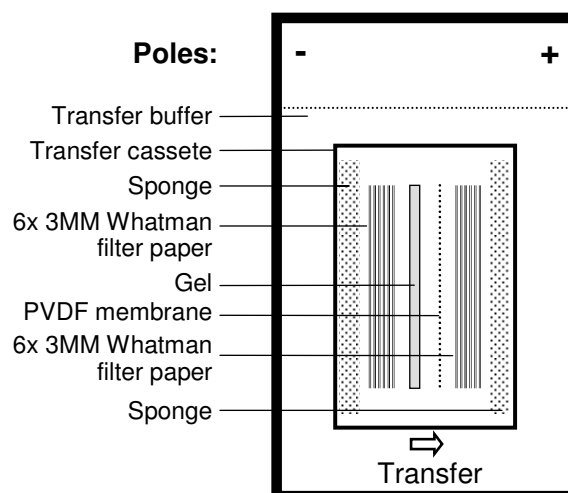 Poles: - +
Transfer buffer
Transfer cassete
Sponge
6x 3MM Whatman
filter paper
Gel
PVDF membrane
6x 3MM Whatman
filter paper
Sponge
Transfer